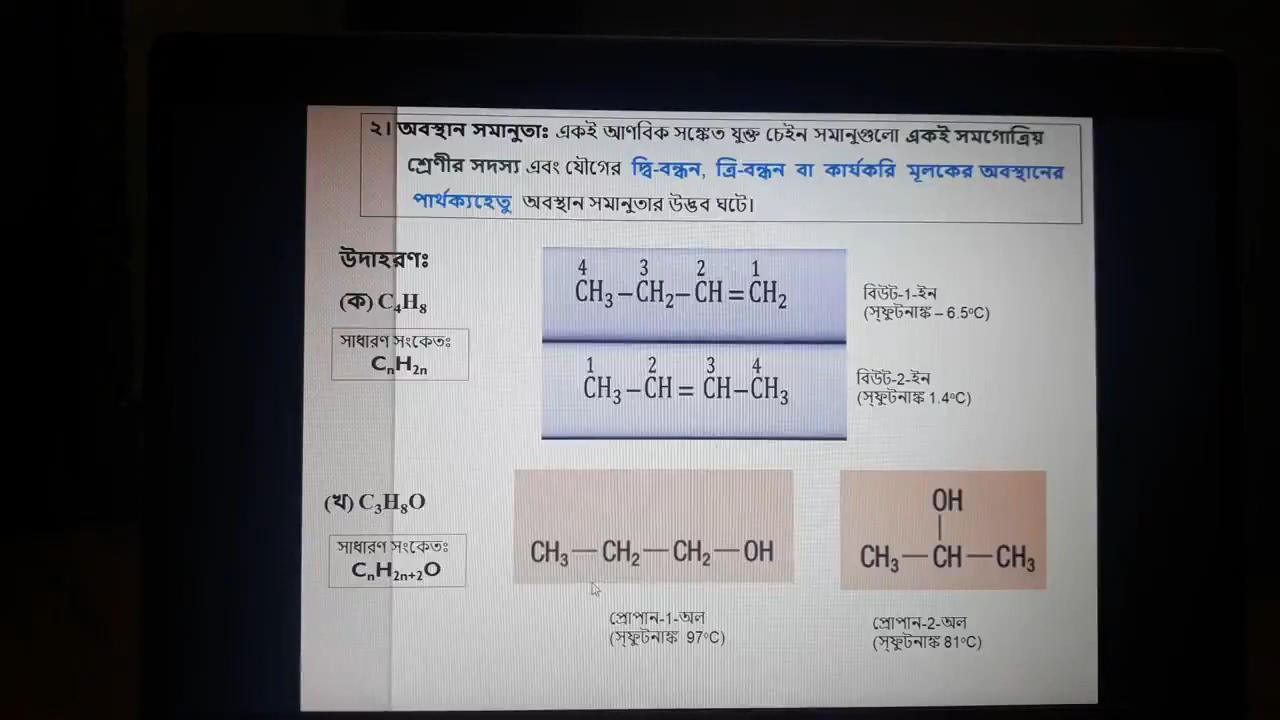 ২। অবস্থান সমানুতাঃ একই আণবিক সঙ্কেত যুক্ত চেইন সমানুগুলো একই সমগোত্রিয়
শ্রেণীর সদস্য এবং যৌগের দ্বি-বন্ধন, ত্রি-বন্ধন বা কার্যকরি মূলকের অবস্থানের
পার্থক্যহেতু অবস্থান সমানুতার উদ্ভব ঘটে।
উদাহরণঃ
(ক) C₄H₈
সাধারণ সংকেতঃ
CₙH₂ₙ
4 3 2 1
CH₃–CH₂–CH=CH₂
বিউট-1-ইন
(স্ফুটনাঙ্ক – 6.5°C)
1 2 3 4
CH₃–CH=CH–CH₃
বিউট-2-ইন
(স্ফুটনাঙ্ক 1.4°C)
(খ) C₃H₈O
সাধারণ সংকেতঃ
CₙH₂ₙ₊₂O
CH₃—CH₂—CH₂—OH
প্রোপান-1-অল
(স্ফুটনাঙ্ক 97°C)
OH
CH₃—CH—CH₃
প্রোপান-2-অল
(স্ফুটনাঙ্ক 81°C)